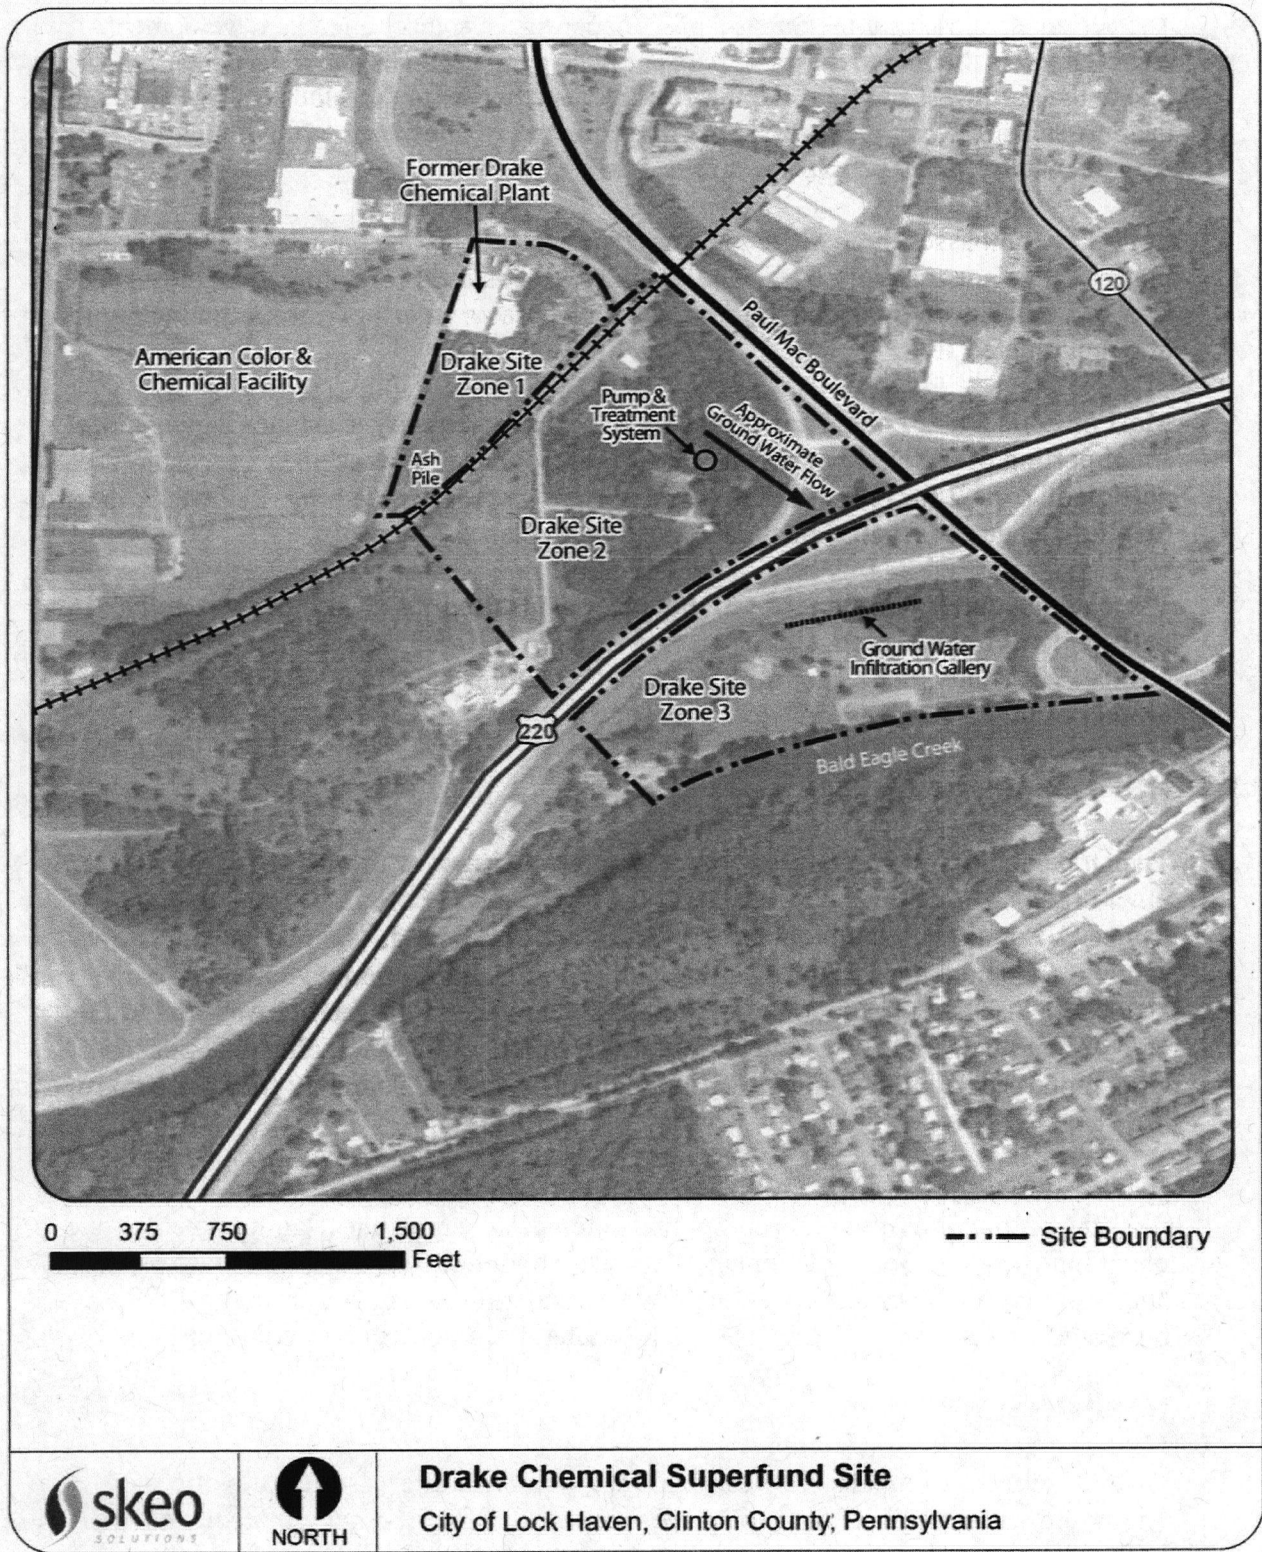 Former Drake
Chemical Plant
120
American Color &
Chemical Facility
Drake Site
Zone 1
Paul Mac Boulevard
Pump &
Treatment
System
Approximate
Ground Water Flow
Ash
Pile
Drake Site
Zone 2
Ground Water
Infiltration Gallery
Drake Site
Zone 3
220
Bald Eagle Creek
0 375 750 1,500
Feet
Site Boundary
skeo
SOLUTIONS
NORTH
Drake Chemical Superfund Site
City of Lock Haven, Clinton County, Pennsylvania